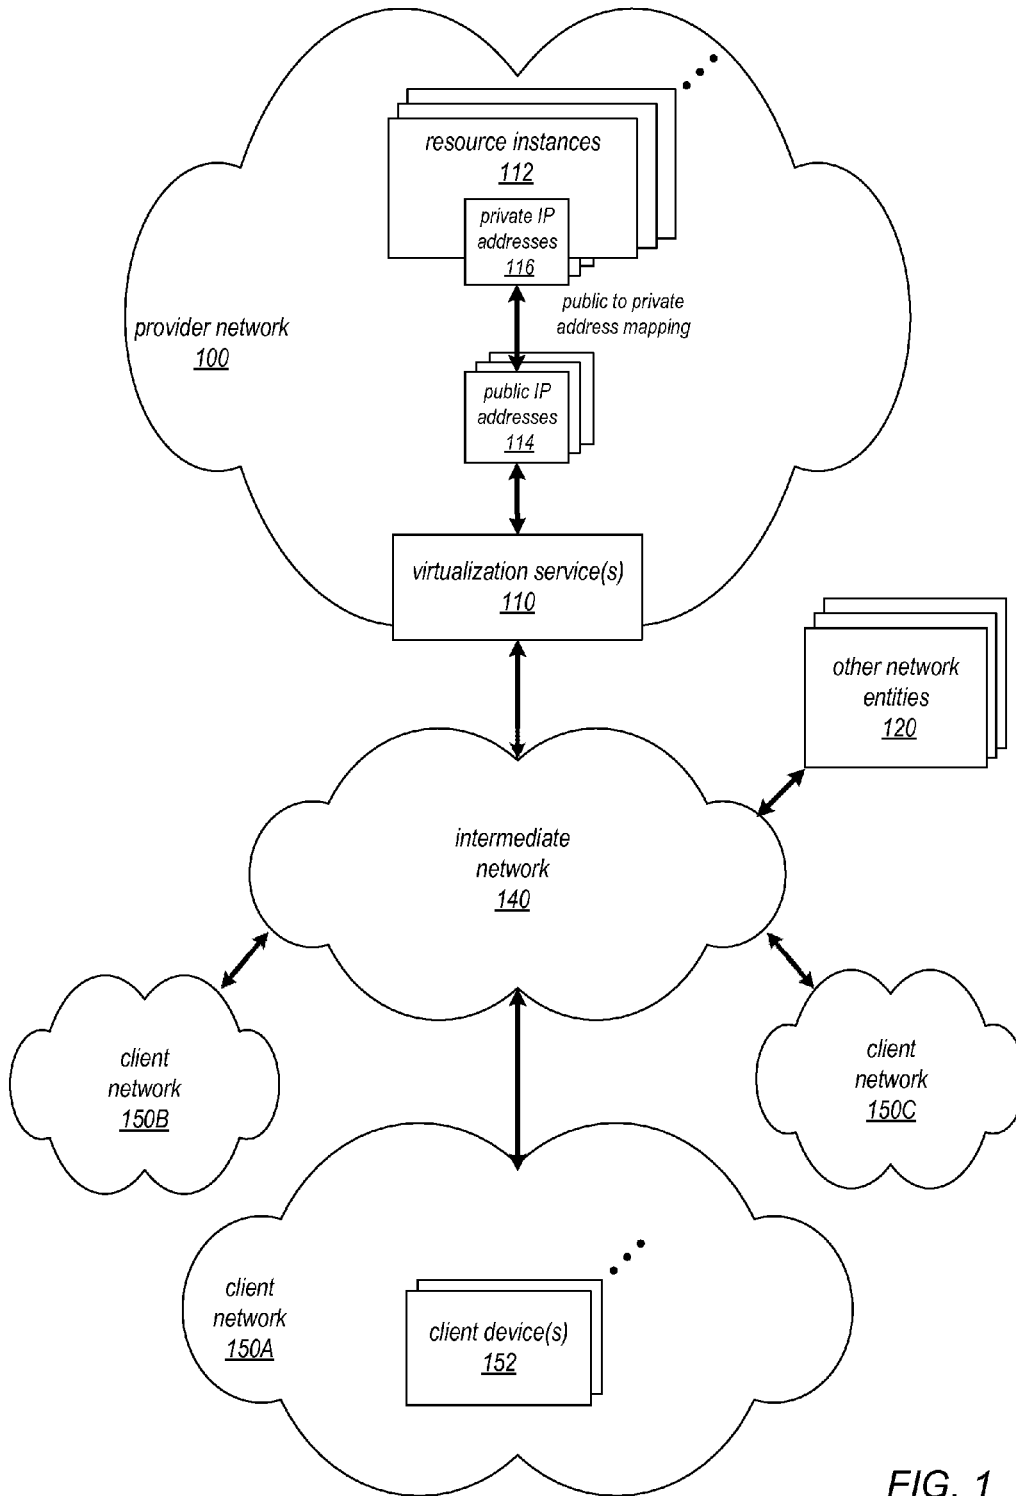 resource instances
112
private IP
addresses
116
public to private
address mapping
provider network
100
public IP
addresses
114
virtualization service(s)
110
other network
entities
120
intermediate
network
140
client
network
150B
client
network
150C
client
network
150A
client device(s)
152
FIG. 1